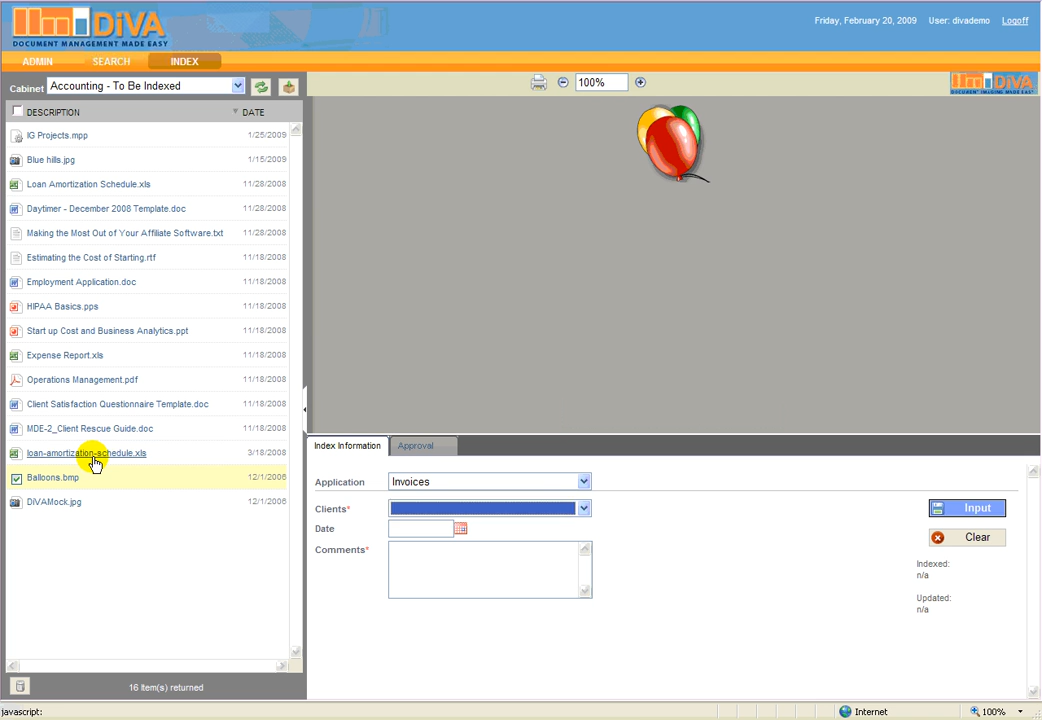 DiVA
DOCUMENT MANAGEMENT MADE EASY
Friday, February 20, 2009 User: divademo Logoff
ADMIN SEARCH INDEX
Cabinet Accounting - To Be Indexed
100%
DiVA
DESCRIPTION DATE
IG Projects.mpp 1/25/2009
Blue hills.jpg 1/15/2009
Loan Amortization Schedule.xls 11/28/2008
Daytimer - December 2008 Template.doc 11/28/2008
Making the Most Out of Your Affiliate Software.txt 11/28/2008
Estimating the Cost of Starting.rtf 11/18/2008
Employment Application.doc 11/18/2008
HIPAA Basics.pps 11/18/2008
Start up Cost and Business Analytics.ppt 11/18/2008
Expense Report.xls 11/18/2008
Operations Management.pdf 11/18/2008
Client Satisfaction Questionnaire Template.doc 11/18/2008
MDE-2_Client Rescue Guide.doc 11/18/2008
loan-amortization-schedule.xls 3/18/2008
Balloons.bmp 12/1/2006
DiVAMock.jpg 12/1/2006
16 Item(s) returned
Index Information Approval
Application Invoices
Clients*
Date
Comments*
Input
Clear
Indexed:
n/a
Updated:
n/a
javascript: Internet 100%